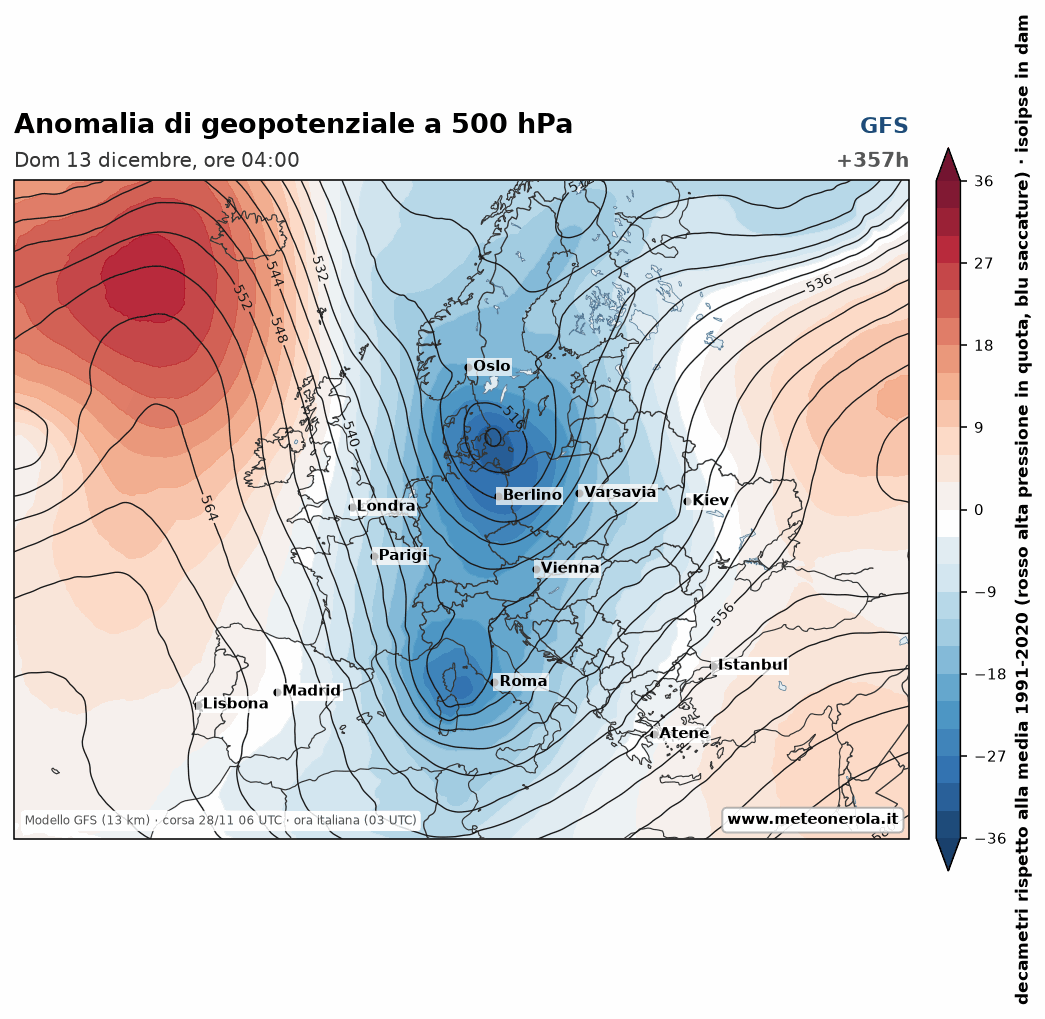 Anomalia di geopotenziale a 500 hPa
GFS
Dom 13 dicembre, ore 04:00
+357h
532
544
552
548
536
540
516
564
556
Oslo
Londra
Berlino
Varsavia
Kiev
Parigi
Vienna
Roma
Istanbul
Madrid
Lisbona
Atene
Modello GFS (13 km) · corsa 28/11 06 UTC · ora italiana (03 UTC)
www.meteonerola.it
36
27
18
9
0
−9
−18
−27
−36
decametri rispetto alla media 1991-2020 (rosso alta pressione in quota, blu saccature) · isoipse in dam